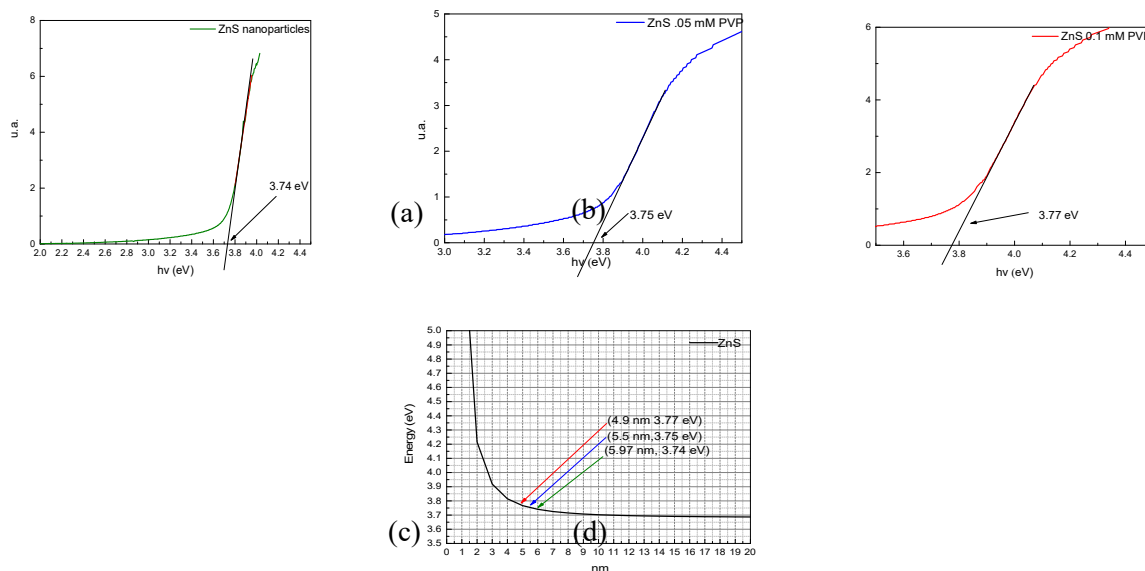 ZnS nanoparticles
8
6
4
2
0
u.a.
3.74 eV
2.0 2.2 2.4 2.6 2.8 3.0 3.2 3.4 3.6 3.8 4.0 4.2 4.4
hv (eV)
(a)
ZnS .05 mM PVP
5
4
3
2
1
0
u.a.
3.75 eV
3.0 3.2 3.4 3.6 3.8 4.0 4.2 4.4
hv (eV)
(b)
ZnS 0.1 mM PVP
6
4
2
0
3.77 eV
3.6 3.8 4.0 4.2 4.4
hv (eV)
(c)
ZnS
5.0
4.9
4.8
4.7
4.6
4.5
4.4
4.3
4.2
4.1
4.0
3.9
3.8
3.7
3.6
3.5
Energy (eV)
(4.9 nm 3.77 eV)
(5.5 nm,3.75 eV)
(5.97 nm, 3.74 eV)
0 1 2 3 4 5 6 7 8 9 10 11 12 13 14 15 16 17 18 19 20
nm
(d)